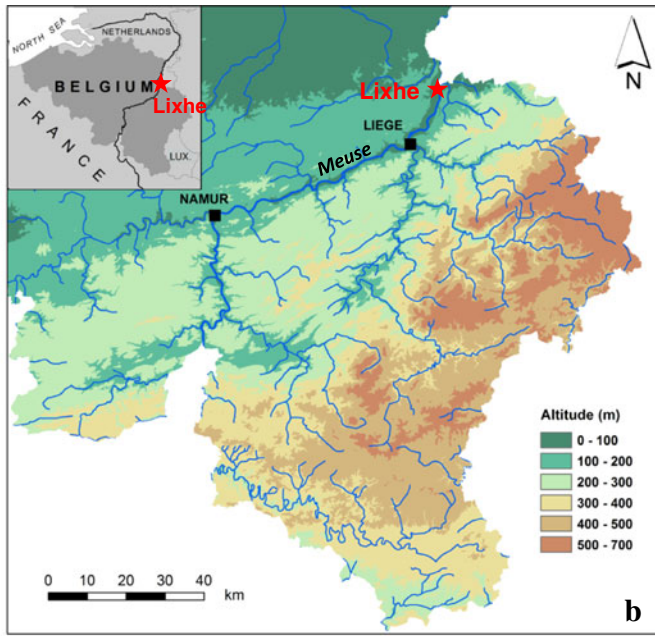 NORTH SEA
NETHERLANDS
BELGIUM
Lixhe
FRANCE
LUX.
N
Lixhe
LIEGE
Meuse
NAMUR
Altitude (m)
0 - 100
100 - 200
200 - 300
300 - 400
400 - 500
500 - 700
0 10 20 30 40
km
b